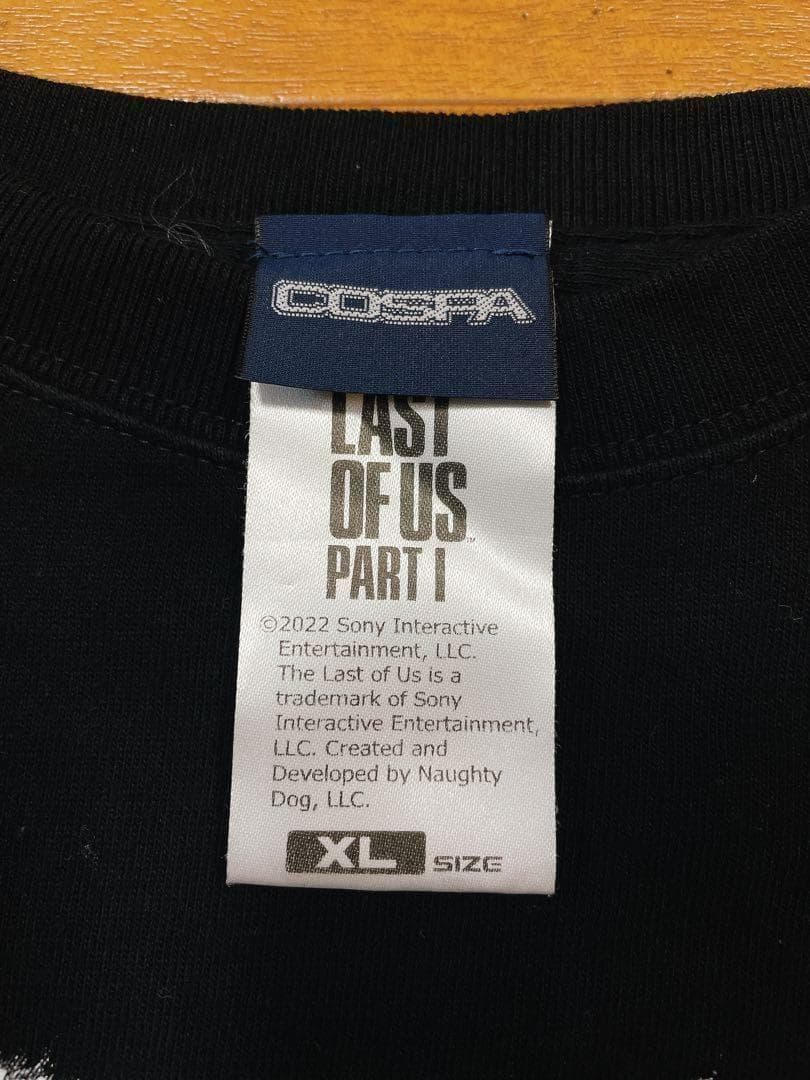 COSPA
LAST
OF US
™
PART I
©2022 Sony Interactive
Entertainment, LLC.
The Last of Us is a
trademark of Sony
Interactive Entertainment,
LLC. Created and
Developed by Naughty
Dog, LLC.
XL SIZE